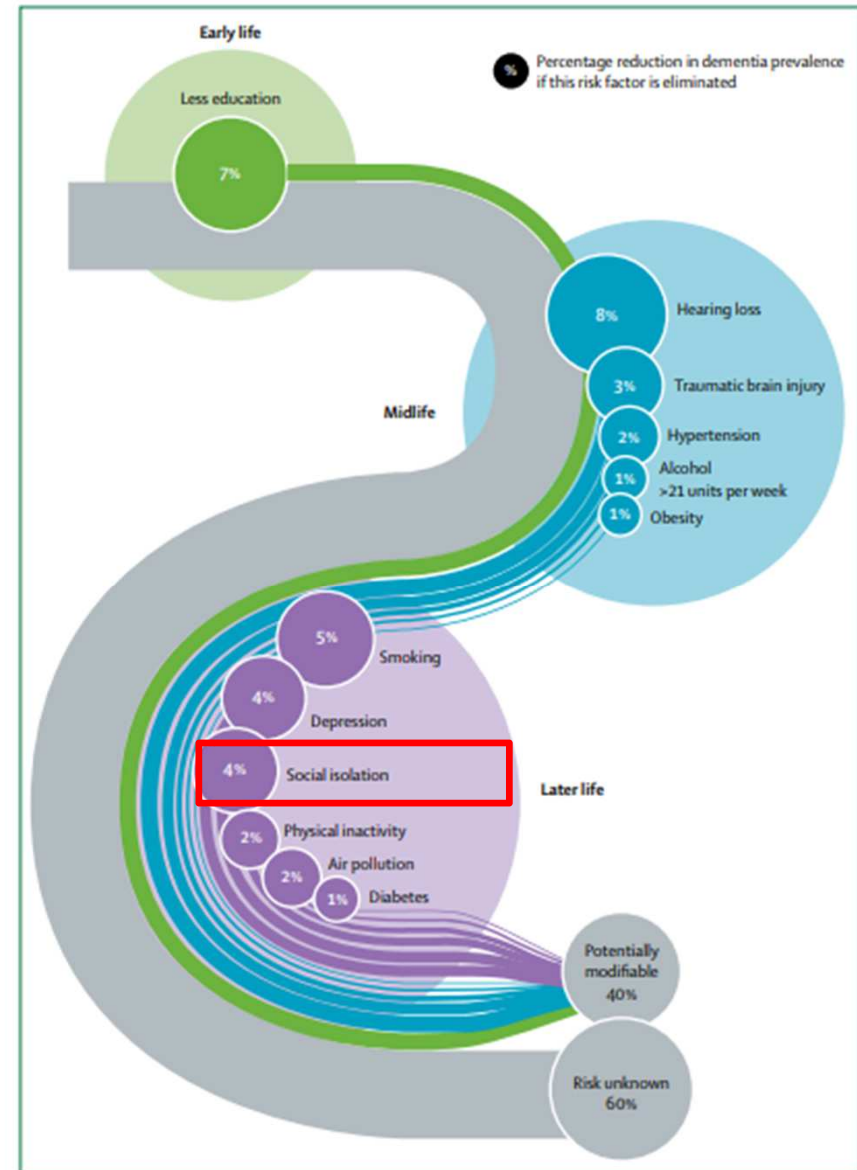 Early life
% Percentage reduction in dementia prevalence
if this risk factor is eliminated
Less education
7%
8% Hearing loss
3% Traumatic brain injury
Midlife
2% Hypertension
1% Alcohol
>21 units per week
1% Obesity
5% Smoking
4% Depression
4% Social isolation
Later life
2% Physical inactivity
2% Air pollution
1% Diabetes
Potentially
modifiable
40%
Risk unknown
60%